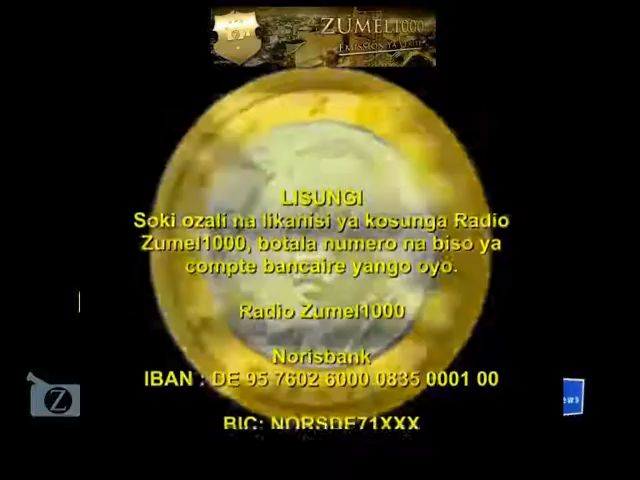 ZUMEL1000
EMISSION YA
LISUNGI
Soki ozali na likanisi ya kosunga Radio
Zumel1000, botala numero na biso ya
compte bancaire yango oyo.
Radio Zumel1000
Norisbank
IBAN : DE 95 7602 6000 0835 0001 00
BIC: NORSDE71XXX
Z
ews